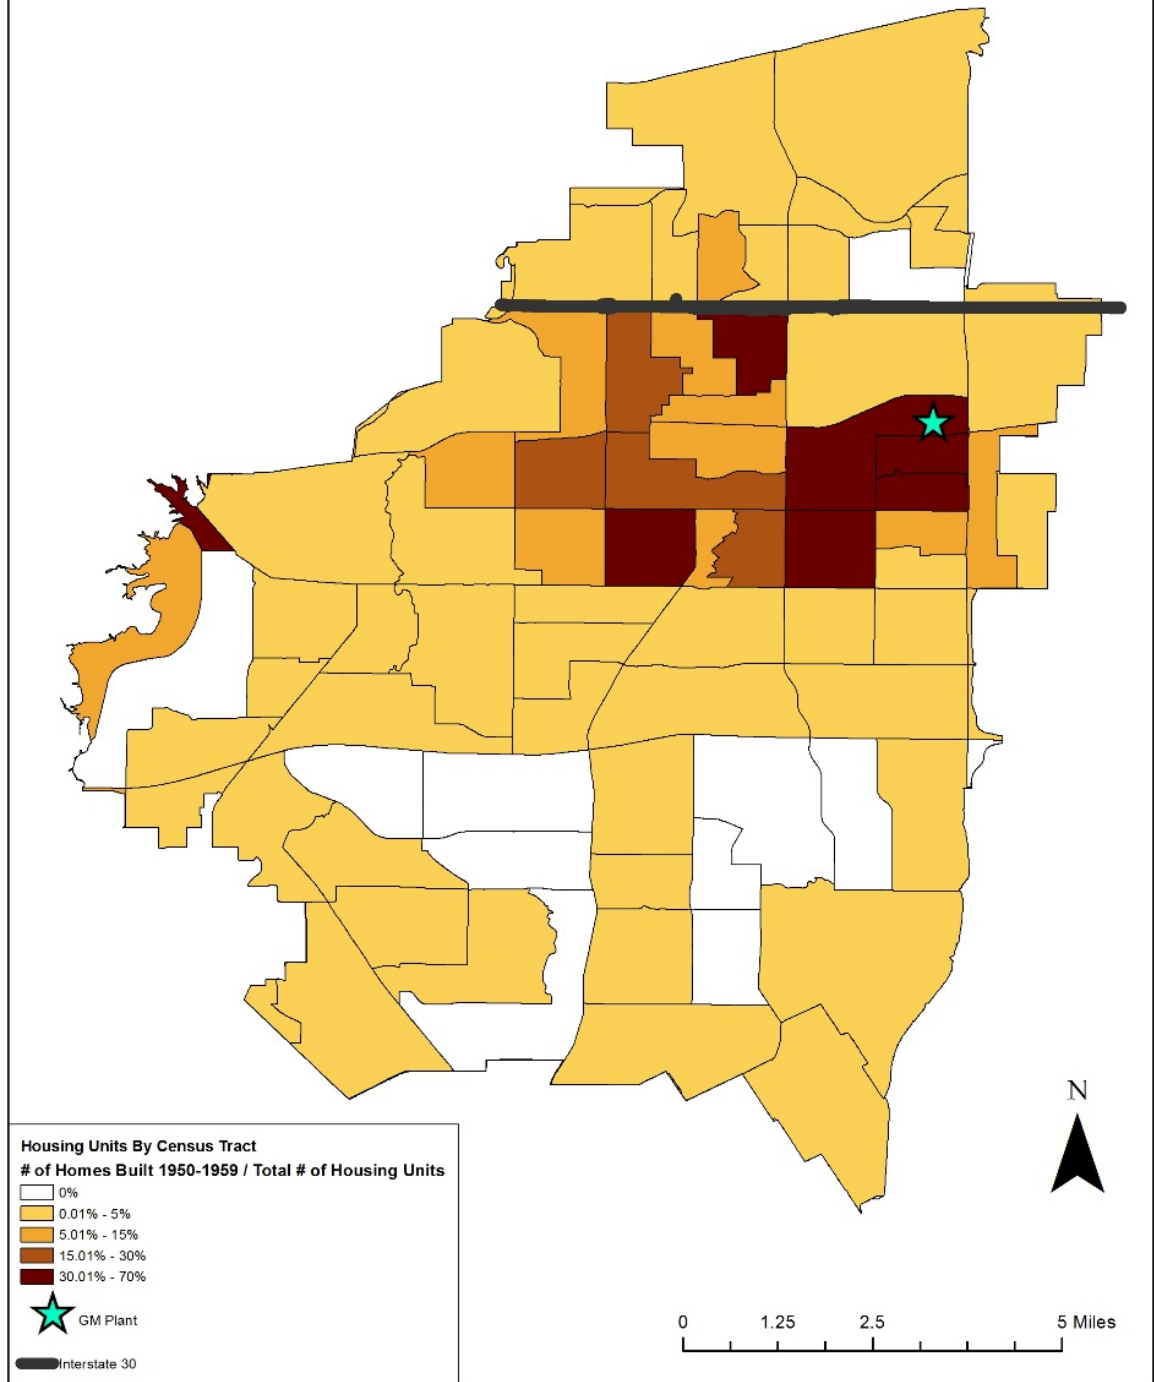 N
Housing Units By Census Tract
# of Homes Built 1950-1959 / Total # of Housing Units
0%
0.01% - 5%
5.01% - 15%
15.01% - 30%
30.01% - 70%
GM Plant
Interstate 30
0 1.25 2.5 5 Miles